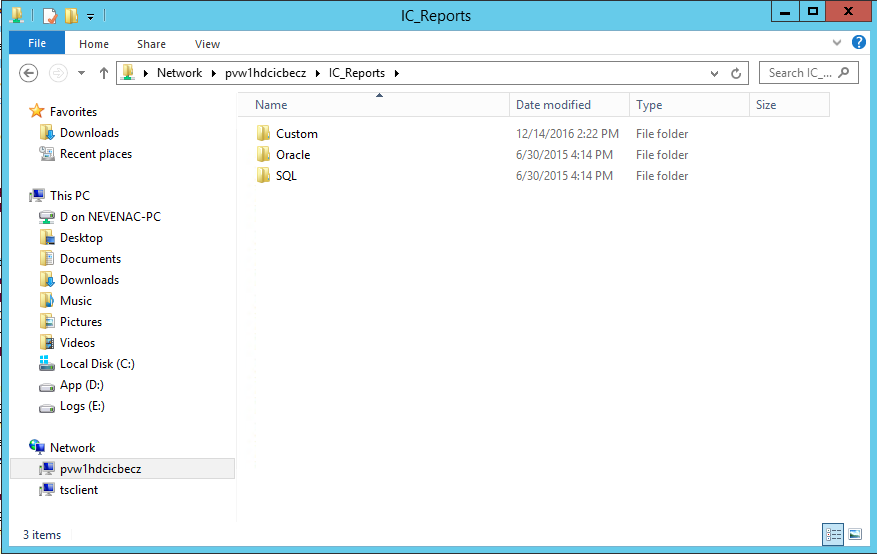 IC_Reports
File Home Share View
Network pvw1hdcicbecz IC_Reports Search IC_...
Name Date modified Type Size
Custom 12/14/2016 2:22 PM File folder
Oracle 6/30/2015 4:14 PM File folder
SQL 6/30/2015 4:14 PM File folder
Favorites
Downloads
Recent places
This PC
D on NEVENAC-PC
Desktop
Documents
Downloads
Music
Pictures
Videos
Local Disk (C:)
App (D:)
Logs (E:)
Network
pvw1hdcicbecz
tsclient
3 items